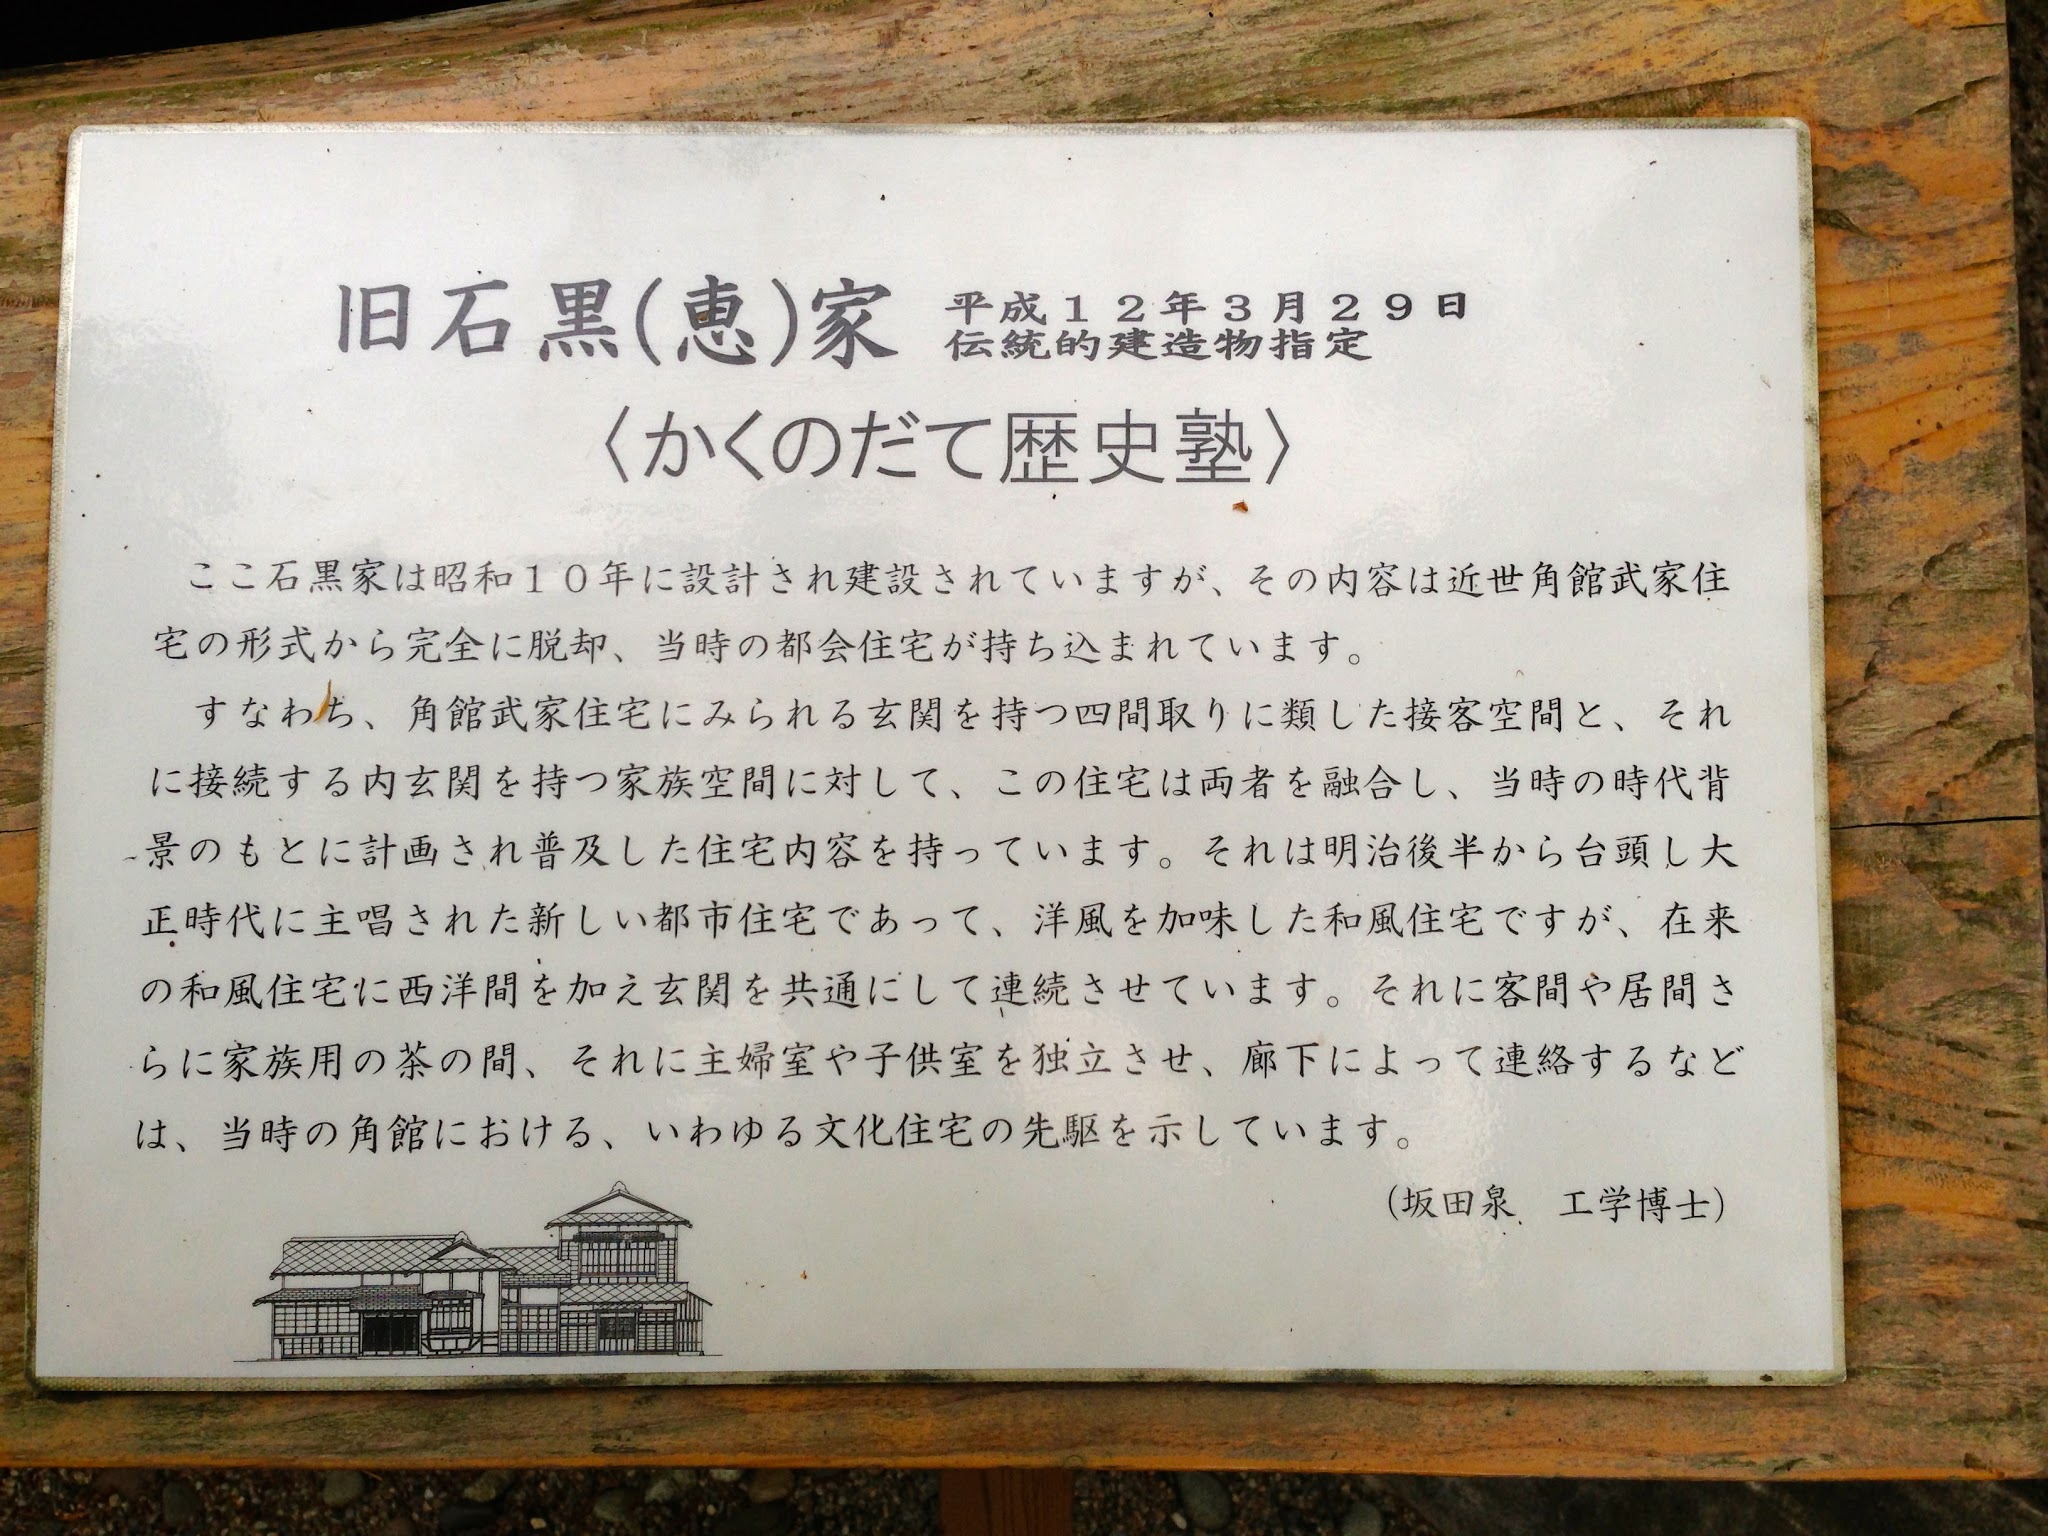 旧石黒(恵)家 平成12年3月29日
伝統的建造物指定
〈かくのだて歴史塾〉
ここ石黒家は昭和10年に設計され建設されていますが、その内容は近世角館武家住
宅の形式から完全に脱却、当時の都会住宅が持ち込まれています。
すなわち、角館武家住宅にみられる玄関を持つ四間取りに類した接客空間と、それ
に接続する内玄関を持つ家族空間に対して、この住宅は両者を融合し、当時の時代背
景のもとに計画され普及した住宅内容を持っています。それは明治後半から台頭し大
正時代に主唱された新しい都市住宅であって、洋風を加味した和風住宅ですが、在来
の和風住宅に西洋間を加え玄関を共通にして連続させています。それに客間や居間さ
らに家族用の茶の間、それに主婦室や子供室を独立させ、廊下によって連絡するなど
は、当時の角館における、いわゆる文化住宅の先駆を示しています。
(坂田泉 工学博士)